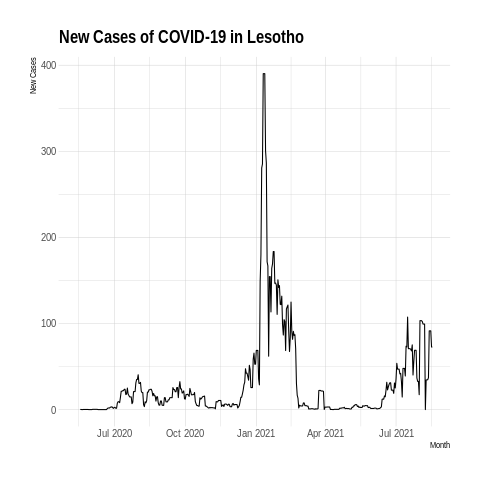 New Cases of COVID-19 in Lesotho
New Cases
400
300
200
100
0
Jul 2020 Oct 2020 Jan 2021 Apr 2021 Jul 2021
Month